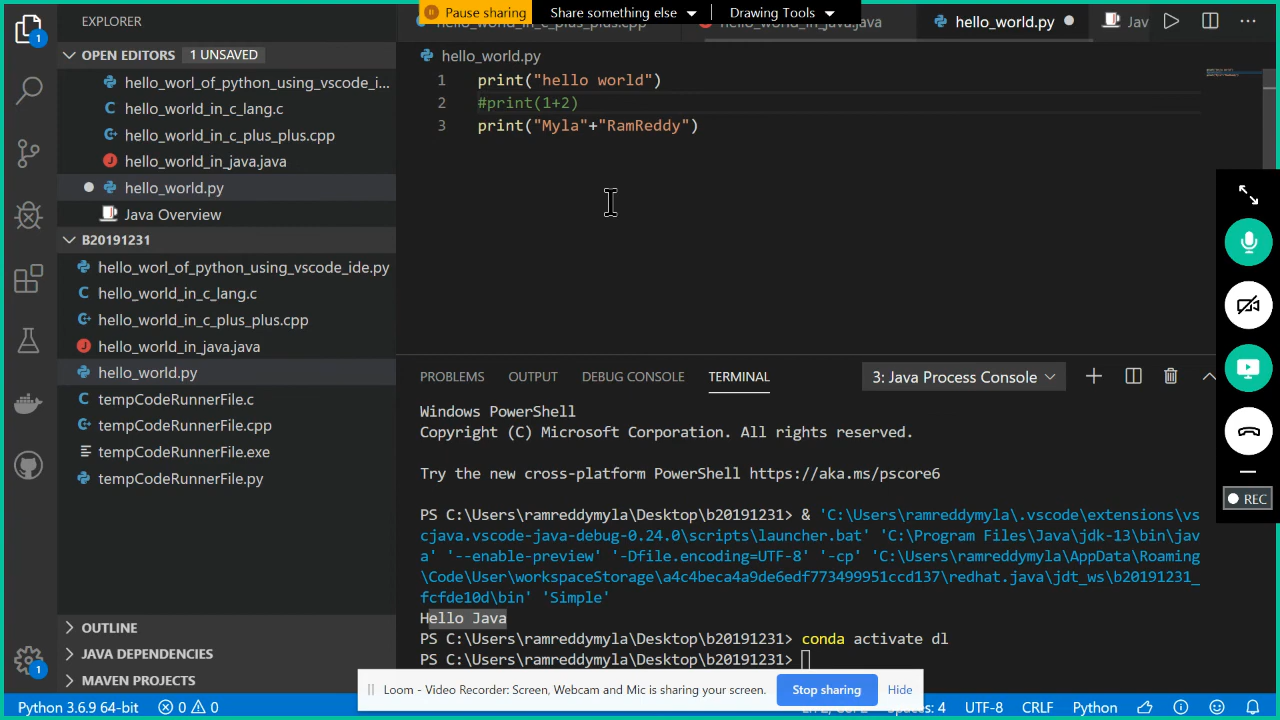 EXPLORER
Pause sharing
Share something else
Drawing Tools
hello_world.py
Jav
OPEN EDITORS 1 UNSAVED
hello_worl_of_python_using_vscode_i...
hello_world_in_c_lang.c
hello_world_in_c_plus_plus.cpp
hello_world_in_java.java
hello_world.py
Java Overview
B20191231
hello_worl_of_python_using_vscode_ide.py
hello_world_in_c_lang.c
hello_world_in_c_plus_plus.cpp
hello_world_in_java.java
hello_world.py
tempCodeRunnerFile.c
tempCodeRunnerFile.cpp
tempCodeRunnerFile.exe
tempCodeRunnerFile.py
OUTLINE
JAVA DEPENDENCIES
MAVEN PROJECTS
hello_world.py
1 print("hello world")
2 #print(1+2)
3 print("Myla"+"RamReddy")
PROBLEMS OUTPUT DEBUG CONSOLE TERMINAL 3: Java Process Console
Windows PowerShell
Copyright (C) Microsoft Corporation. All rights reserved.
Try the new cross-platform PowerShell https://aka.ms/pscore6
PS C:\Users\ramreddymyla\Desktop\b20191231> & 'C:\Users\ramreddymyla\.vscode\extensions\vs
cjava.vscode-java-debug-0.24.0\scripts\launcher.bat' 'C:\Program Files\Java\jdk-13\bin\jav
a' '--enable-preview' '-Dfile.encoding=UTF-8' '-cp' 'C:\Users\ramreddymyla\AppData\Roaming
\Code\User\workspaceStorage\a4c4beca4a9de6edf773499951ccd137\redhat.java\jdt_ws\b20191231_
fcfde10d\bin' 'Simple'
Hello Java
PS C:\Users\ramreddymyla\Desktop\b20191231> conda activate dl
PS C:\Users\ramreddymyla\Desktop\b20191231>
REC
Loom - Video Recorder: Screen, Webcam and Mic is sharing your screen.
Stop sharing
Hide
Python 3.6.9 64-bit 0 0
Spaces: 4 UTF-8 CRLF Python
1
1